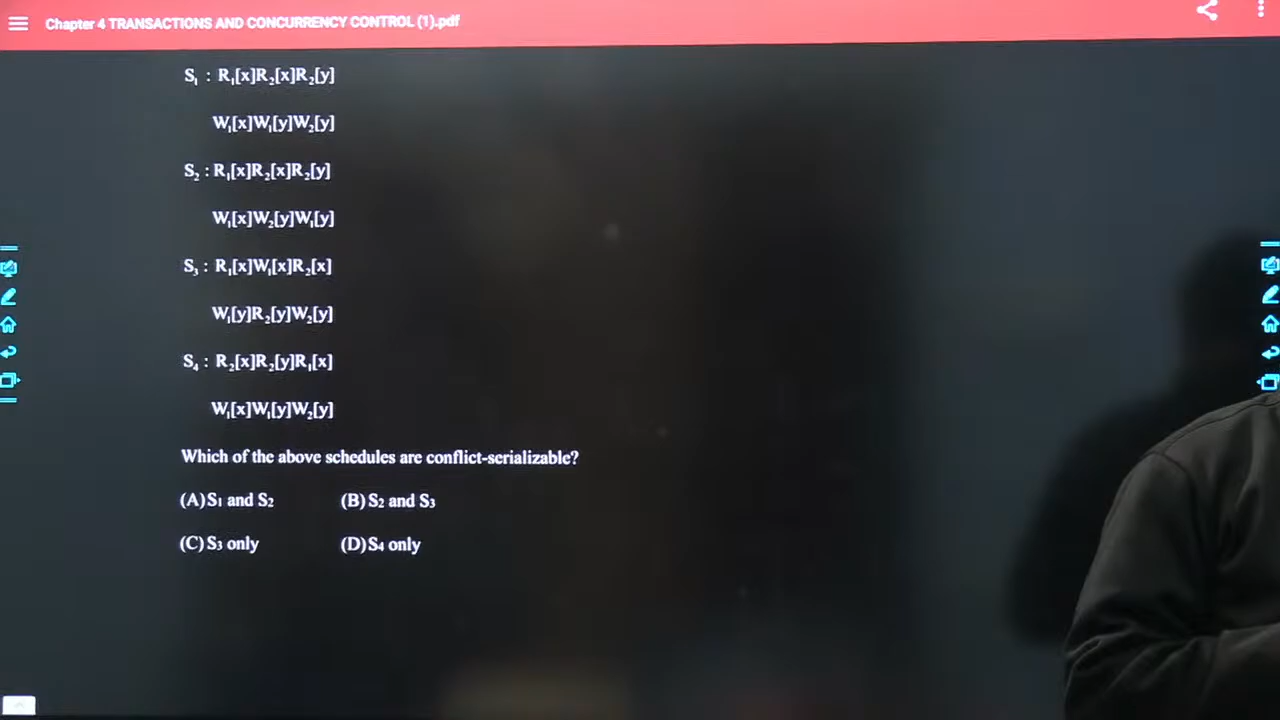 Chapter 4 TRANSACTIONS AND CONCURRENCY CONTROL (1).pdf
S₁ : R₁[x]R₂[x]R₂[y]
W₁[x]W₁[y]W₂[y]
S₂ : R₁[x]R₂[x]R₂[y]
W₁[x]W₂[y]W₁[y]
S₃ : R₁[x]W₁[x]R₂[x]
W₁[y]R₂[y]W₂[y]
S₄ : R₂[x]R₂[y]R₁[x]
W₁[x]W₁[y]W₂[y]
Which of the above schedules are conflict-serializable?
(A) S₁ and S₂ (B) S₂ and S₃
(C) S₃ only (D) S₄ only